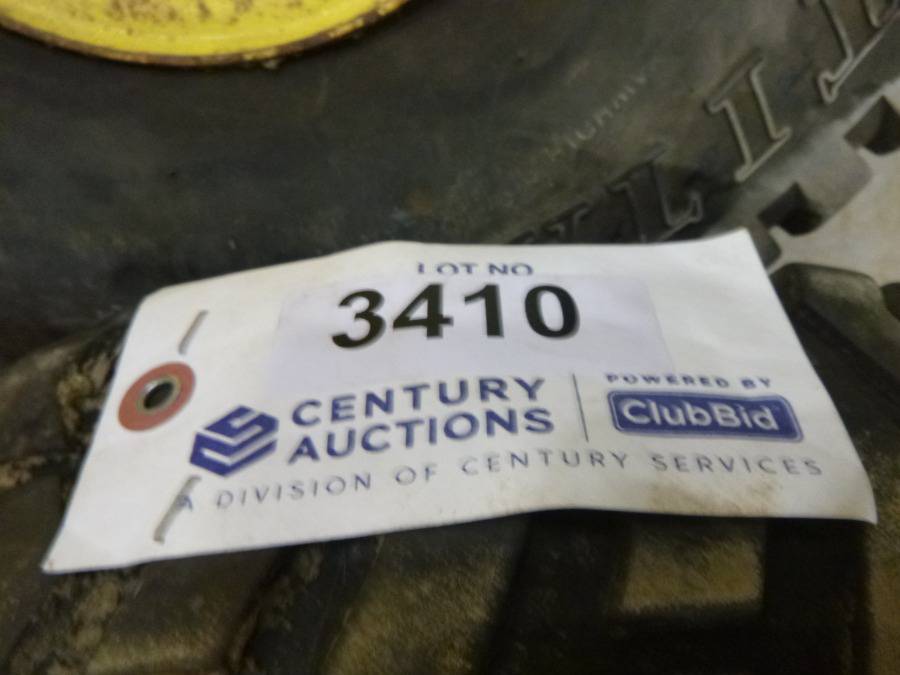 LOT NO
3410
CENTURY
AUCTIONS
POWERED BY
ClubBid
A DIVISION OF CENTURY SERVICES